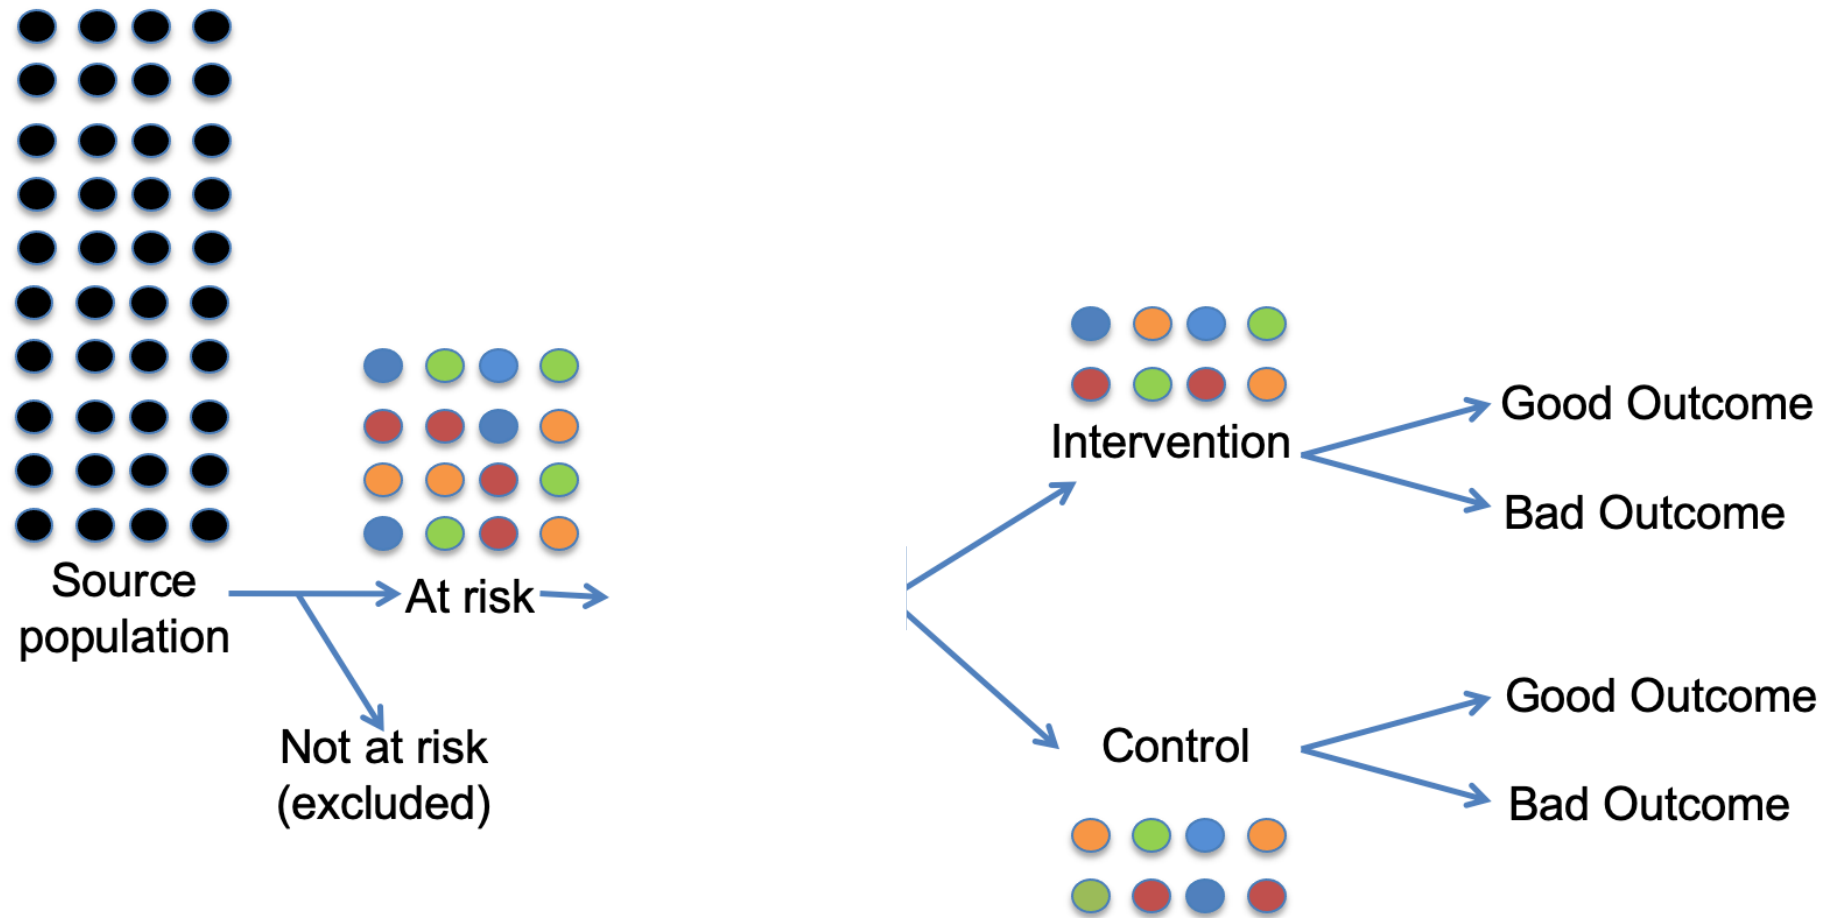 Source
population
At risk
Not at risk
(excluded)
Intervention
Good Outcome
Bad Outcome
Control
Good Outcome
Bad Outcome